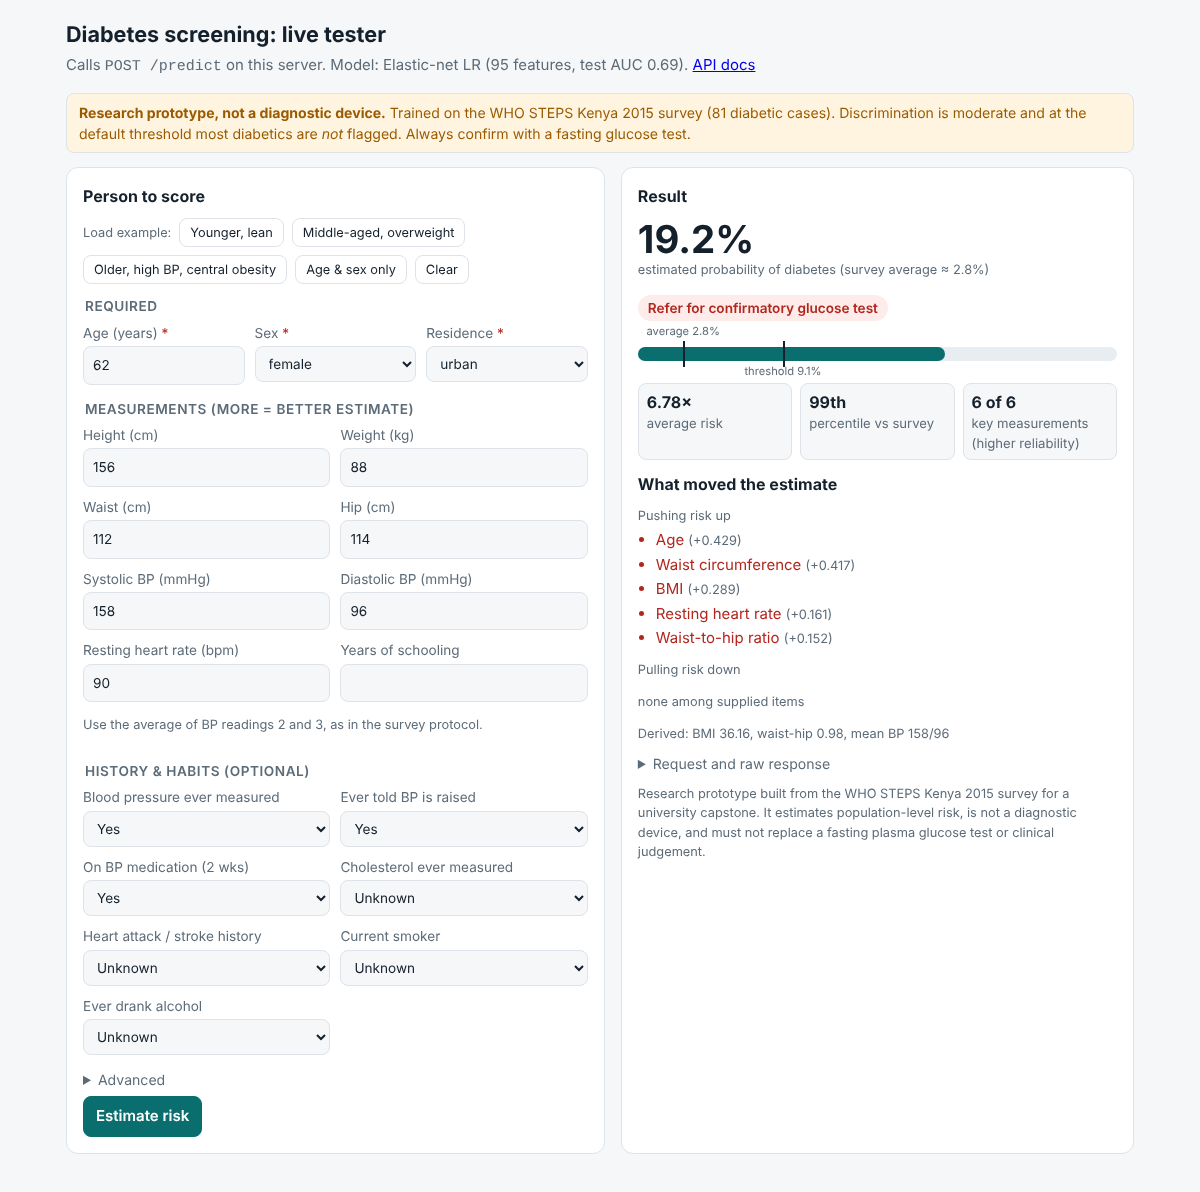 Diabetes screening: live tester
Calls POST /predict on this server. Model: Elastic-net LR (95 features, test AUC 0.69). API docs
Research prototype, not a diagnostic device. Trained on the WHO STEPS Kenya 2015 survey (81 diabetic cases). Discrimination is moderate and at the
default threshold most diabetics are not flagged. Always confirm with a fasting glucose test.
Person to score
Load example: Younger, lean Middle-aged, overweight
Older, high BP, central obesity Age & sex only Clear
REQUIRED
Age (years) * Sex * Residence *
62 female urban
MEASUREMENTS (MORE = BETTER ESTIMATE)
Height (cm) Weight (kg)
156 88
Waist (cm) Hip (cm)
112 114
Systolic BP (mmHg) Diastolic BP (mmHg)
158 96
Resting heart rate (bpm) Years of schooling
90
Use the average of BP readings 2 and 3, as in the survey protocol.
HISTORY & HABITS (OPTIONAL)
Blood pressure ever measured Ever told BP is raised
Yes Yes
On BP medication (2 wks) Cholesterol ever measured
Yes Unknown
Heart attack / stroke history Current smoker
Unknown Unknown
Ever drank alcohol
Unknown
Advanced
Estimate risk
Result
19.2%
estimated probability of diabetes (survey average ≈ 2.8%)
Refer for confirmatory glucose test
average 2.8%
threshold 9.1%
6.78× 99th 6 of 6
average risk percentile vs survey key measurements
(higher reliability)
What moved the estimate
Pushing risk up
• Age (+0.429)
• Waist circumference (+0.417)
• BMI (+0.289)
• Resting heart rate (+0.161)
• Waist-to-hip ratio (+0.152)
Pulling risk down
none among supplied items
Derived: BMI 36.16, waist-hip 0.98, mean BP 158/96
Request and raw response
Research prototype built from the WHO STEPS Kenya 2015 survey for a
university capstone. It estimates population-level risk, is not a diagnostic
device, and must not replace a fasting plasma glucose test or clinical
judgement.